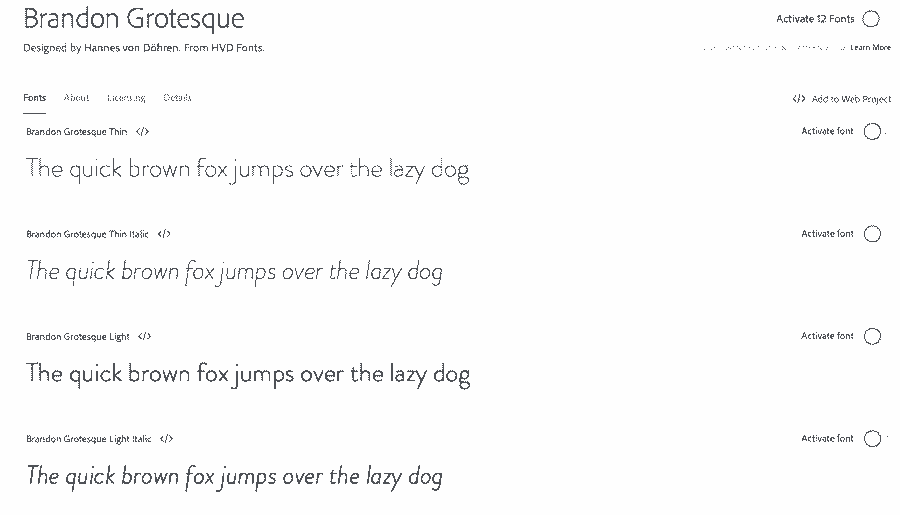 Brandon Grotesque
Activate 12 Fonts
Designed by Hannes von Döhren. From HVD Fonts.
Learn More
Fonts About Licensing Details
</> Add to Web Project
Brandon Grotesque Thin </>
Activate font
The quick brown fox jumps over the lazy dog
Brandon Grotesque Thin Italic </>
Activate font
The quick brown fox jumps over the lazy dog
Brandon Grotesque Light </>
Activate font
The quick brown fox jumps over the lazy dog
Brandon Grotesque Light Italic </>
Activate font
The quick brown fox jumps over the lazy dog